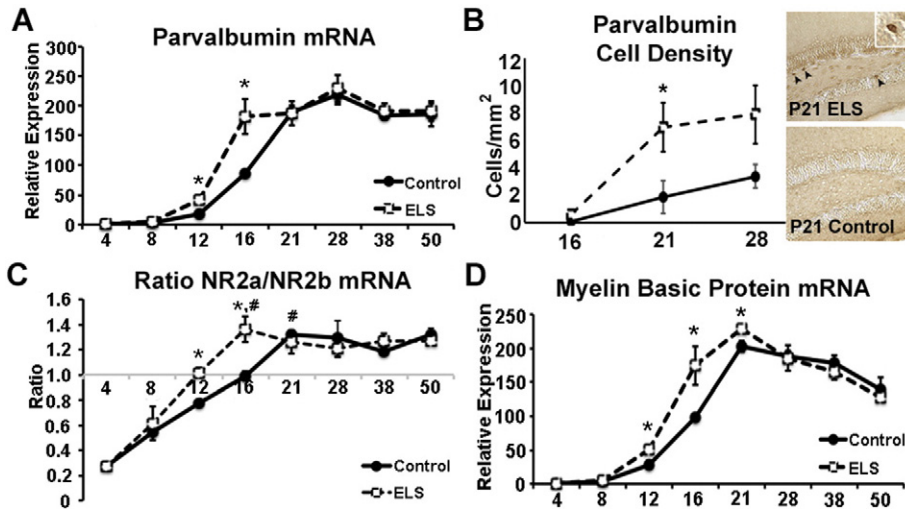 A
Parvalbumin mRNA
Relative Expression
300
250
200
150
100
50
0
*
*
Control
ELS
4 8 12 16 21 28 38 50
B
Parvalbumin
Cell Density
Cells/mm2
12
10
8
6
4
2
0
*
16 21 28
P21 ELS
P21 Control
C
Ratio NR2a/NR2b mRNA
Ratio
1.6
1.4
1.2
1.0
0.8
0.6
0.4
0.2
0
*
*,#
#
4 8 12 16 21 28 38 50
Control
ELS
D
Myelin Basic Protein mRNA
Relative Expression
250
200
150
100
50
0
*
*
*
Control
ELS
4 8 12 16 21 28 38 50